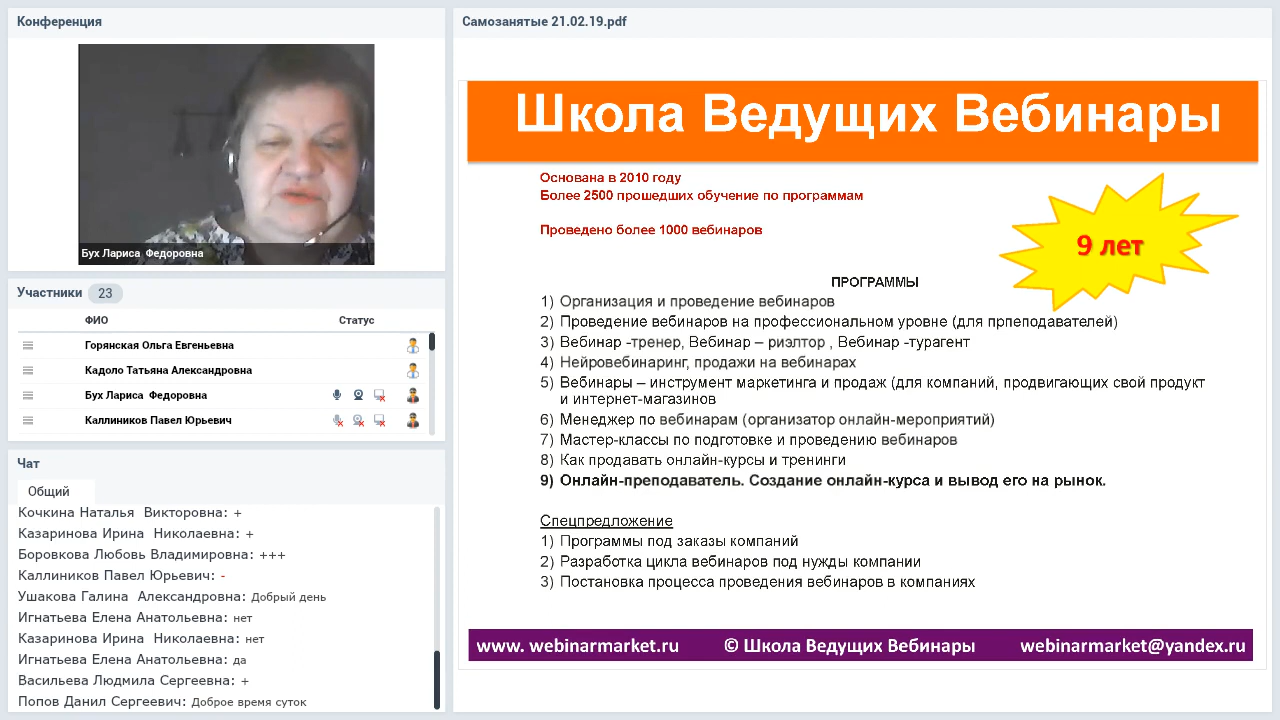 Конференция
Бух Лариса  Федоровна
Участники 23
ФИО Статус
Горянская Ольга Евгеньевна
Кадоло Татьяна Александровна
Бух Лариса  Федоровна
Каллиников Павел Юрьевич
Чат
Общий
Кочкина Наталья  Викторовна: +
Казаринова Ирина  Николаевна: +
Боровкова Любовь Владимировна: +++
Каллиников Павел Юрьевич: -
Ушакова Галина  Александровна: Добрый день
Игнатьева Елена Анатольевна: нет
Казаринова Ирина  Николаевна: нет
Игнатьева Елена Анатольевна: да
Васильева Людмила Сергеевна: +
Попов Данил Сергеевич: Доброе время суток
Самозанятые 21.02.19.pdf
Школа Ведущих Вебинары
Основана в 2010 году
Более 2500 прошедших обучение по программам
Проведено более 1000 вебинаров
9 лет
ПРОГРАММЫ
1) Организация и проведение вебинаров
2) Проведение вебинаров на профессиональном уровне (для прпеподавателей)
3) Вебинар -тренер, Вебинар – риэлтор , Вебинар -турагент
4) Нейровебинаринг, продажи на вебинарах
5) Вебинары – инструмент маркетинга и продаж (для компаний, продвигающих свой продукт
и интернет-магазинов
6) Менеджер по вебинарам (организатор онлайн-мероприятий)
7) Мастер-классы по подготовке и проведению вебинаров
8) Как продавать онлайн-курсы и тренинги
9) Онлайн-преподаватель. Создание онлайн-курса и вывод его на рынок.
Спецпредложение
1) Программы под заказы компаний
2) Разработка цикла вебинаров под нужды компании
3) Постановка процесса проведения вебинаров в компаниях
www. webinarmarket.ru © Школа Ведущих Вебинары webinarmarket@yandex.ru